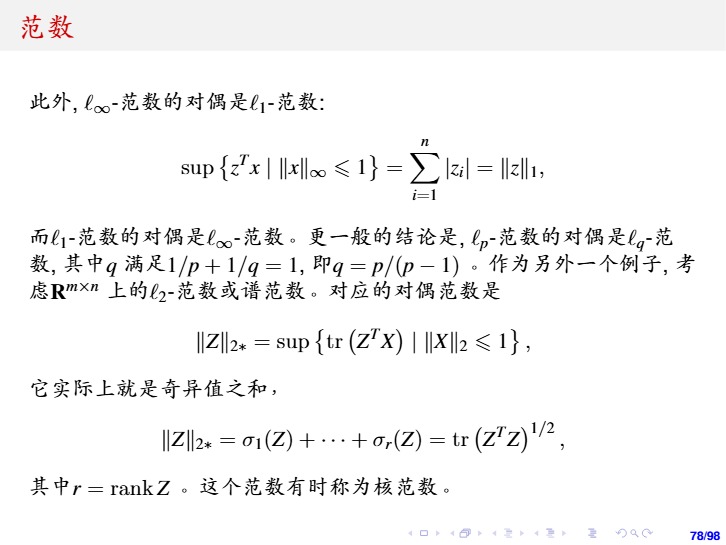 范数
此外, ℓ∞-范数的对偶是ℓ1-范数:
sup {z^T x | ‖x‖∞ ⩽ 1} = ∑_{i=1}^{n} |z_i| = ‖z‖1,
而ℓ1-范数的对偶是ℓ∞-范数。更一般的结论是, ℓp-范数的对偶是ℓq-范
数, 其中q 满足1/p + 1/q = 1, 即q = p/(p − 1) 。作为另外一个例子, 考
虑R^{m×n} 上的ℓ2-范数或谱范数。对应的对偶范数是
‖Z‖2∗ = sup {tr (Z^T X) | ‖X‖2 ⩽ 1} ,
它实际上就是奇异值之和，
‖Z‖2∗ = σ1(Z) + ⋯ + σr(Z) = tr (Z^T Z)^{1/2} ,
其中r = rank Z 。这个范数有时称为核范数。
78/98